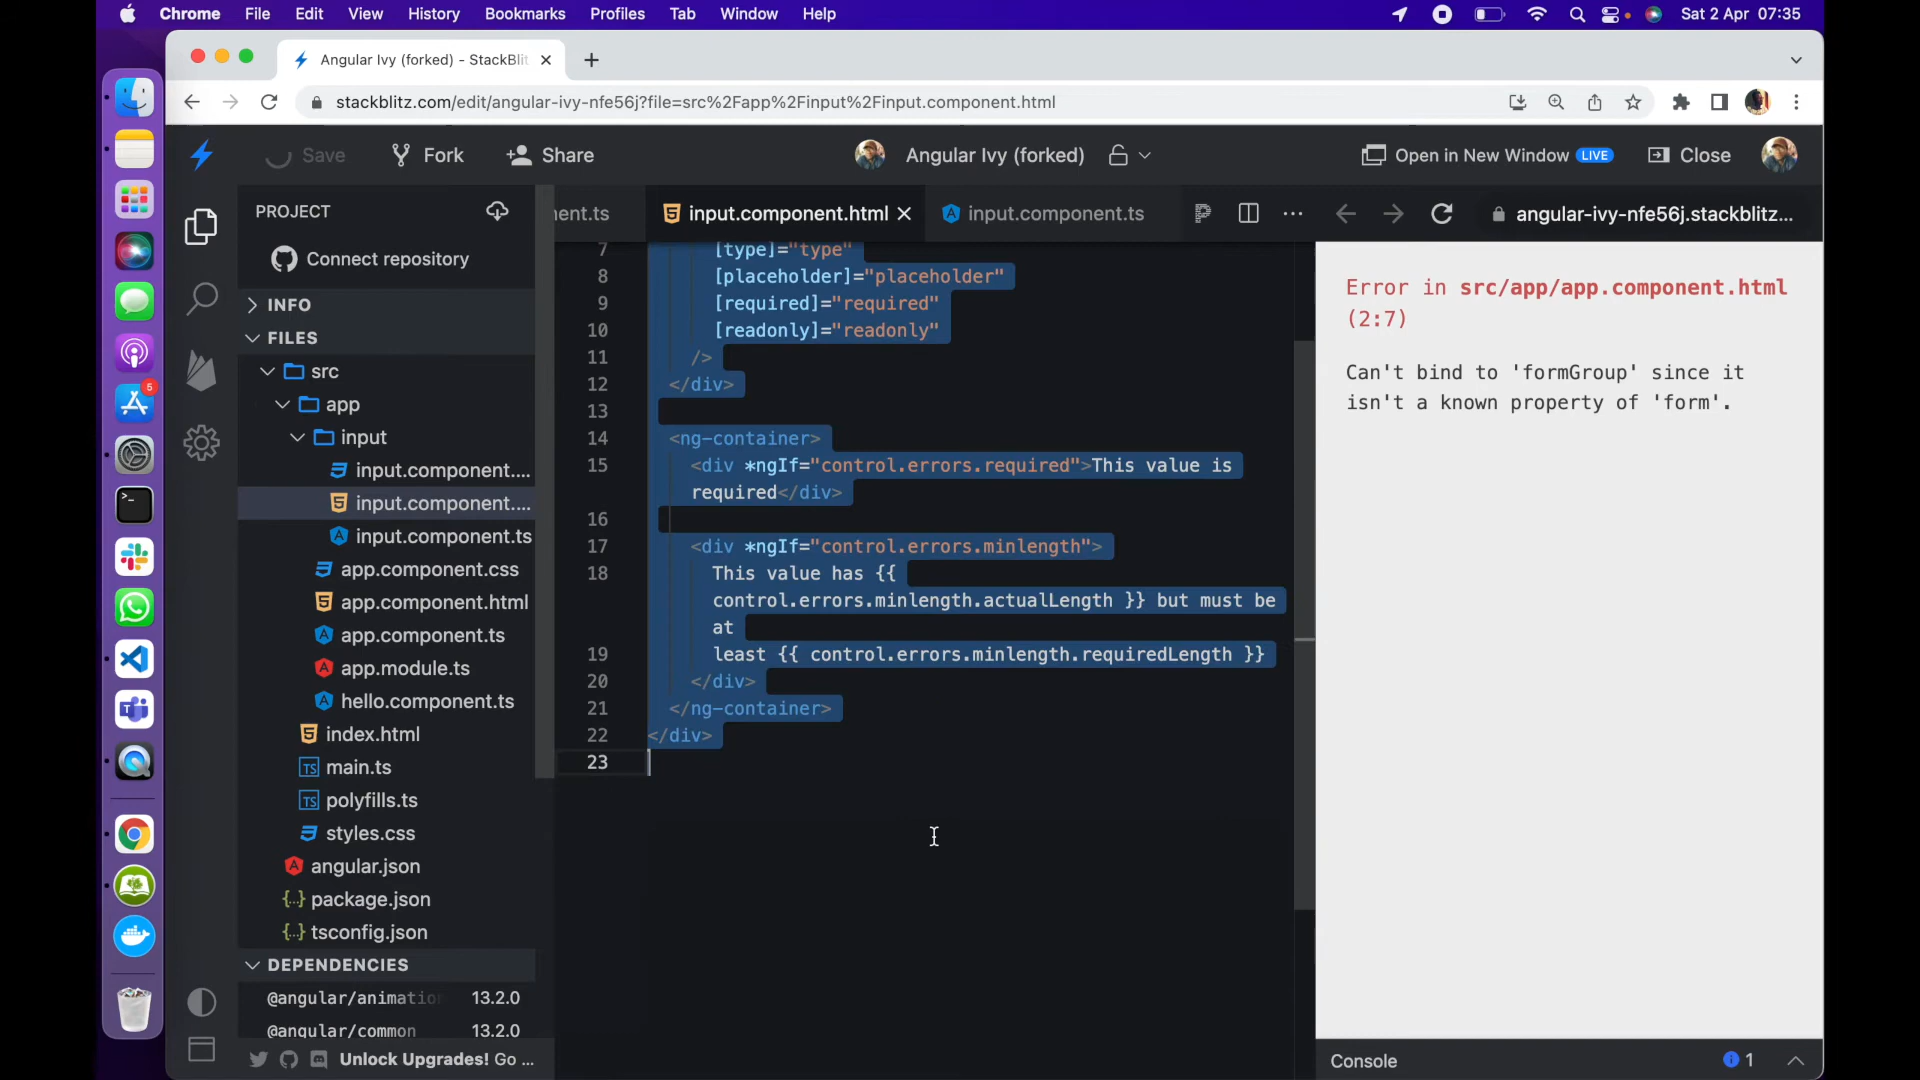 Chrome File Edit View History Bookmarks Profiles Tab Window Help Sat 2 Apr 07:35
Angular Ivy (forked) - StackBlit
stackblitz.com/edit/angular-ivy-nfe56j?file=src%2Fapp%2Finput%2Finput.component.html
Save Fork Share Angular Ivy (forked) Open in New Window LIVE Close
PROJECT
Connect repository
INFO
FILES
src
app
input
input.component....
input.component....
input.component.ts
app.component.css
app.component.html
app.component.ts
app.module.ts
hello.component.ts
index.html
main.ts
polyfills.ts
styles.css
angular.json
package.json
tsconfig.json
DEPENDENCIES
@angular/animation 13.2.0
@angular/common 13.2.0
Unlock Upgrades! Go ...
5
nent.ts input.component.html input.component.ts
7 [type]="type"
8 [placeholder]="placeholder"
9 [required]="required"
10 [readonly]="readonly"
11 />
12 </div>
13
14 <ng-container>
15 <div *ngIf="control.errors.required">This value is
required</div>
16
17 <div *ngIf="control.errors.minlength">
18 This value has {{
control.errors.minlength.actualLength }} but must be
at
19 least {{ control.errors.minlength.requiredLength }}
20 </div>
21 </ng-container>
22 </div>
23
angular-ivy-nfe56j.stackblitz...
Error in src/app/app.component.html
(2:7)
Can't bind to 'formGroup' since it
isn't a known property of 'form'.
Console 1